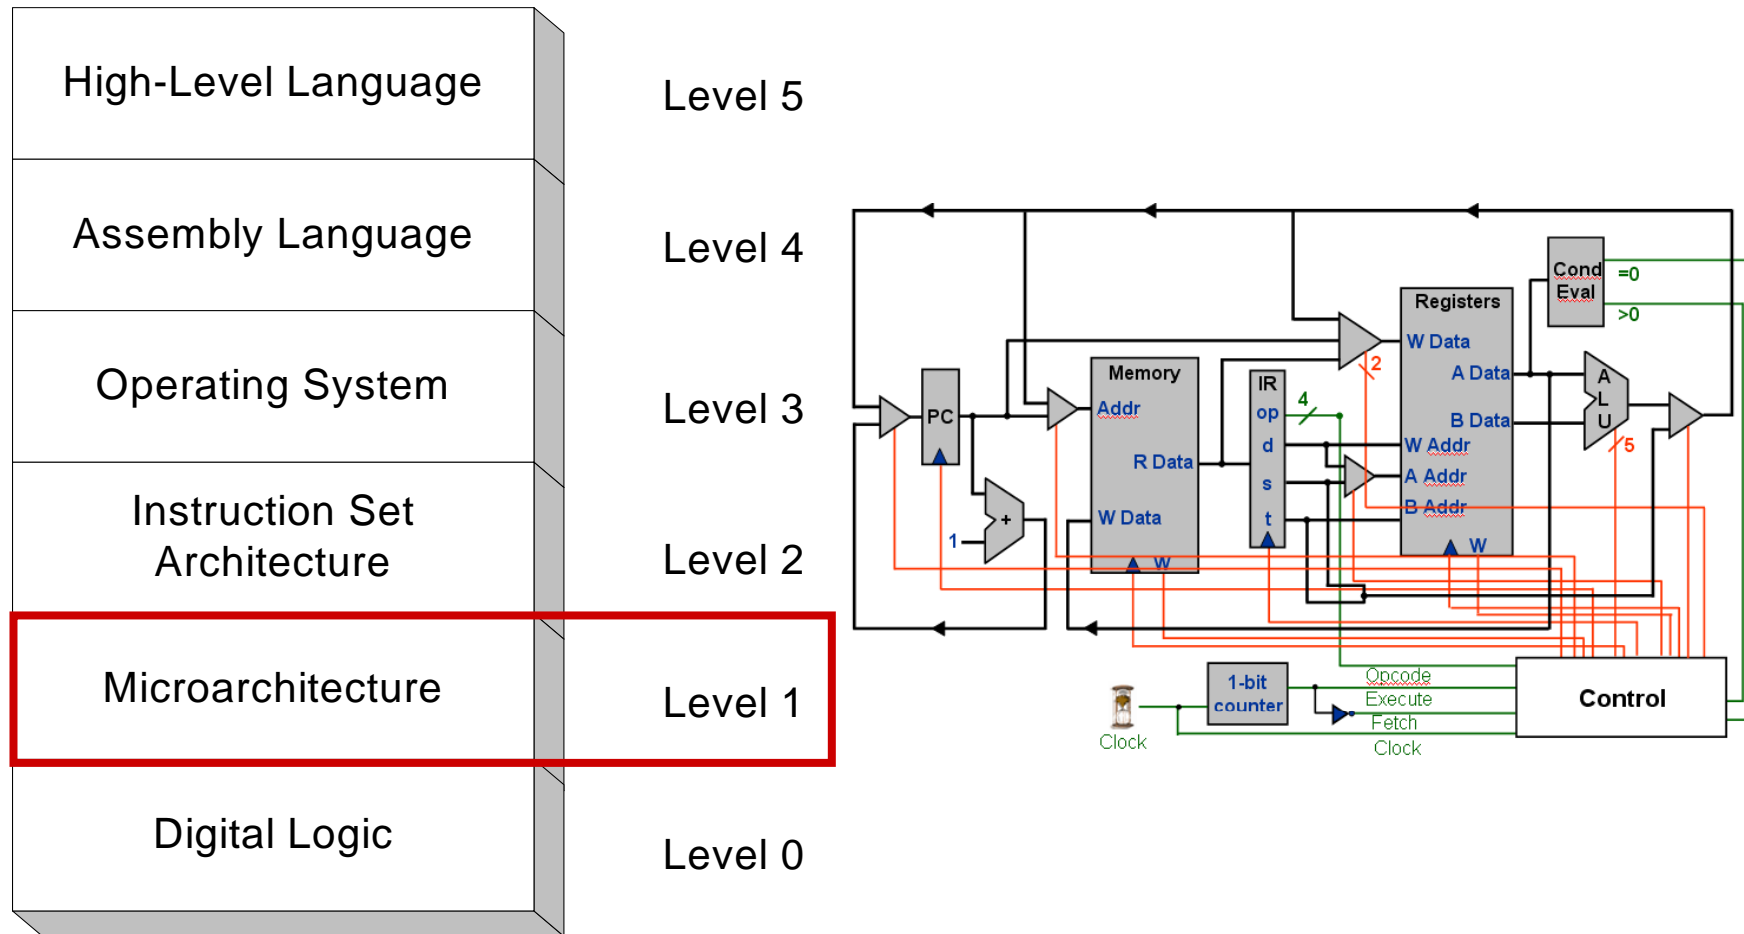 High-Level Language
Level 5
Assembly Language
Level 4
Operating System
Level 3
Instruction Set
Architecture
Level 2
Microarchitecture
Level 1
Digital Logic
Level 0
Cond
Eval
=0
>0
Registers
W Data
A Data
B Data
W Addr
A Addr
B Addr
W
2
A
L
U
5
Memory
Addr
R Data
W Data
W
IR
op
d
s
t
4
PC
+
1
1-bit
counter
Clock
Opcode
Execute
Fetch
Clock
Control